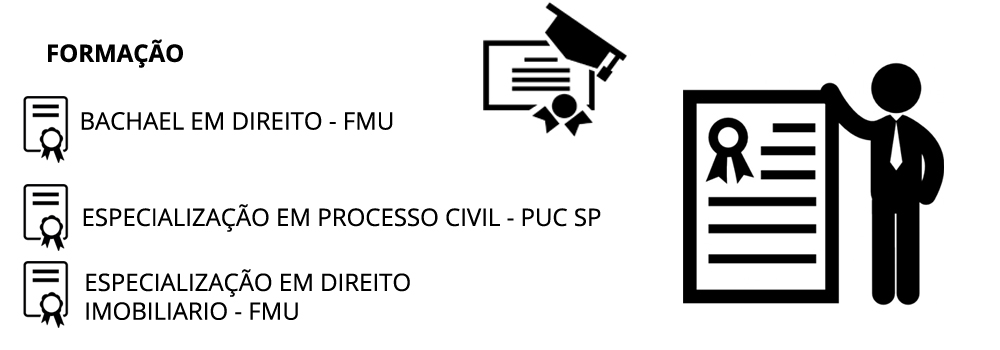 FORMAÇÃO
BACHAEL EM DIREITO - FMU
ESPECIALIZAÇÃO EM PROCESSO CIVIL - PUC SP
ESPECIALIZAÇÃO EM DIREITO
IMOBILIARIO - FMU